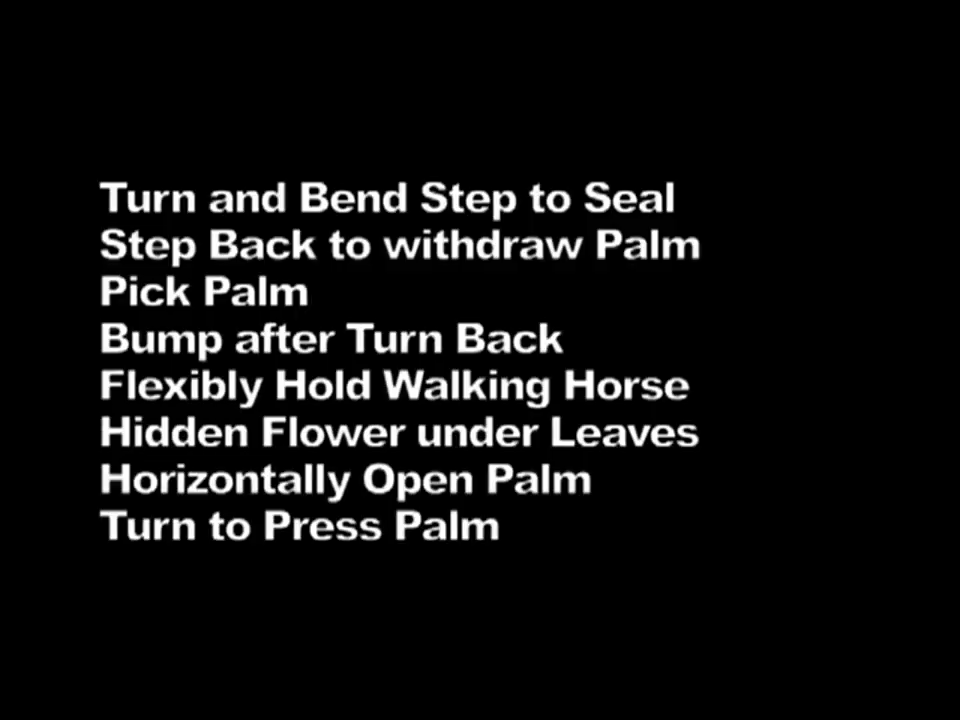 Turn and Bend Step to Seal
Step Back to withdraw Palm
Pick Palm
Bump after Turn Back
Flexibly Hold Walking Horse
Hidden Flower under Leaves
Horizontally Open Palm
Turn to Press Palm